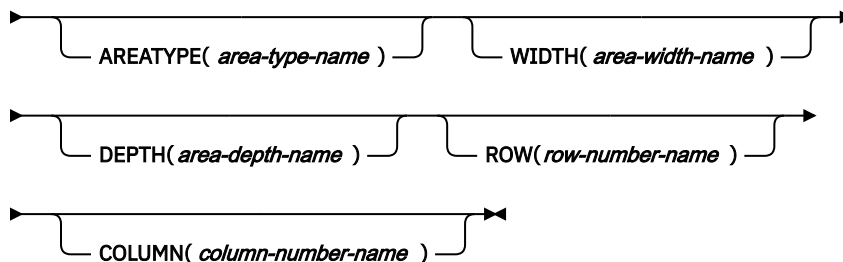 AREATYPE( area-type-name ) WIDTH( area-width-name )
DEPTH( area-depth-name ) ROW( row-number-name )
COLUMN( column-number-name )